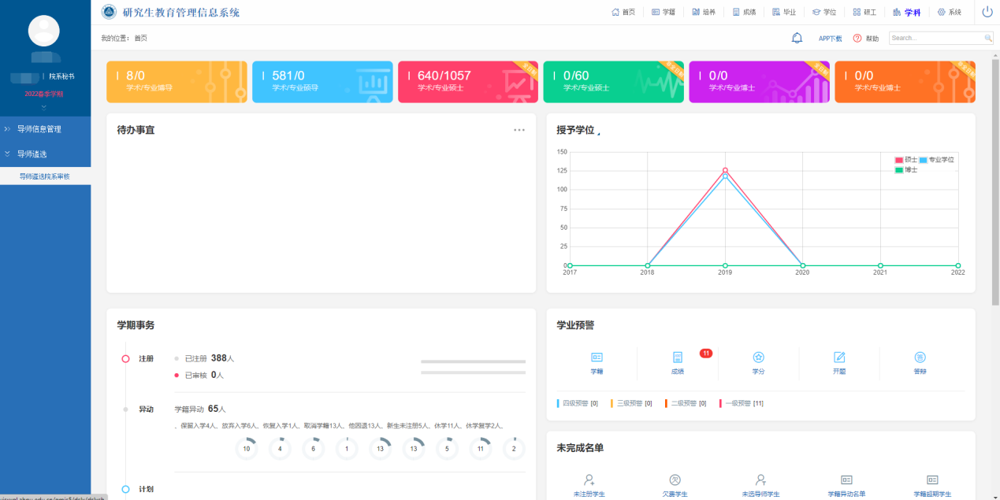 研究生教育管理信息系统
首页 学籍 培养 成绩 毕业 学位 研工 学科 系统
我的位置: 首页
APP下载 帮助 Search...
院系秘书
2022春季学期
导师信息管理
导师遴选
导师遴选院系审核
8/0
学术/专业博导
581/0
学术/专业硕导
640/1057
学术/专业硕士
0/60
学术/专业硕士
0/0
学术/专业博士
0/0
学术/专业博士
待办事宜
授予学位
硕士 专业学位
博士
150
125
100
75
50
25
0
2017 2018 2019 2020 2021 2022
学期事务
注册
已注册 388人
已审核 0人
异动
学籍异动 65人
保留入学4人、放弃入学6人、恢复入学1人、取消学籍13人、他因退13人、新生未注册5人、休学11人、休学复学2人、
10 4 6 1 13 13 5 11 2
计划
学业预警
11
学籍 成绩 学分 开题 答辩
四级预警 [0] 三级预警 [0] 二级预警 [0] 一级预警 [11]
未完成名单
未注册学生 欠费学生 未选导师学生 学籍异动名单 学籍超期学生